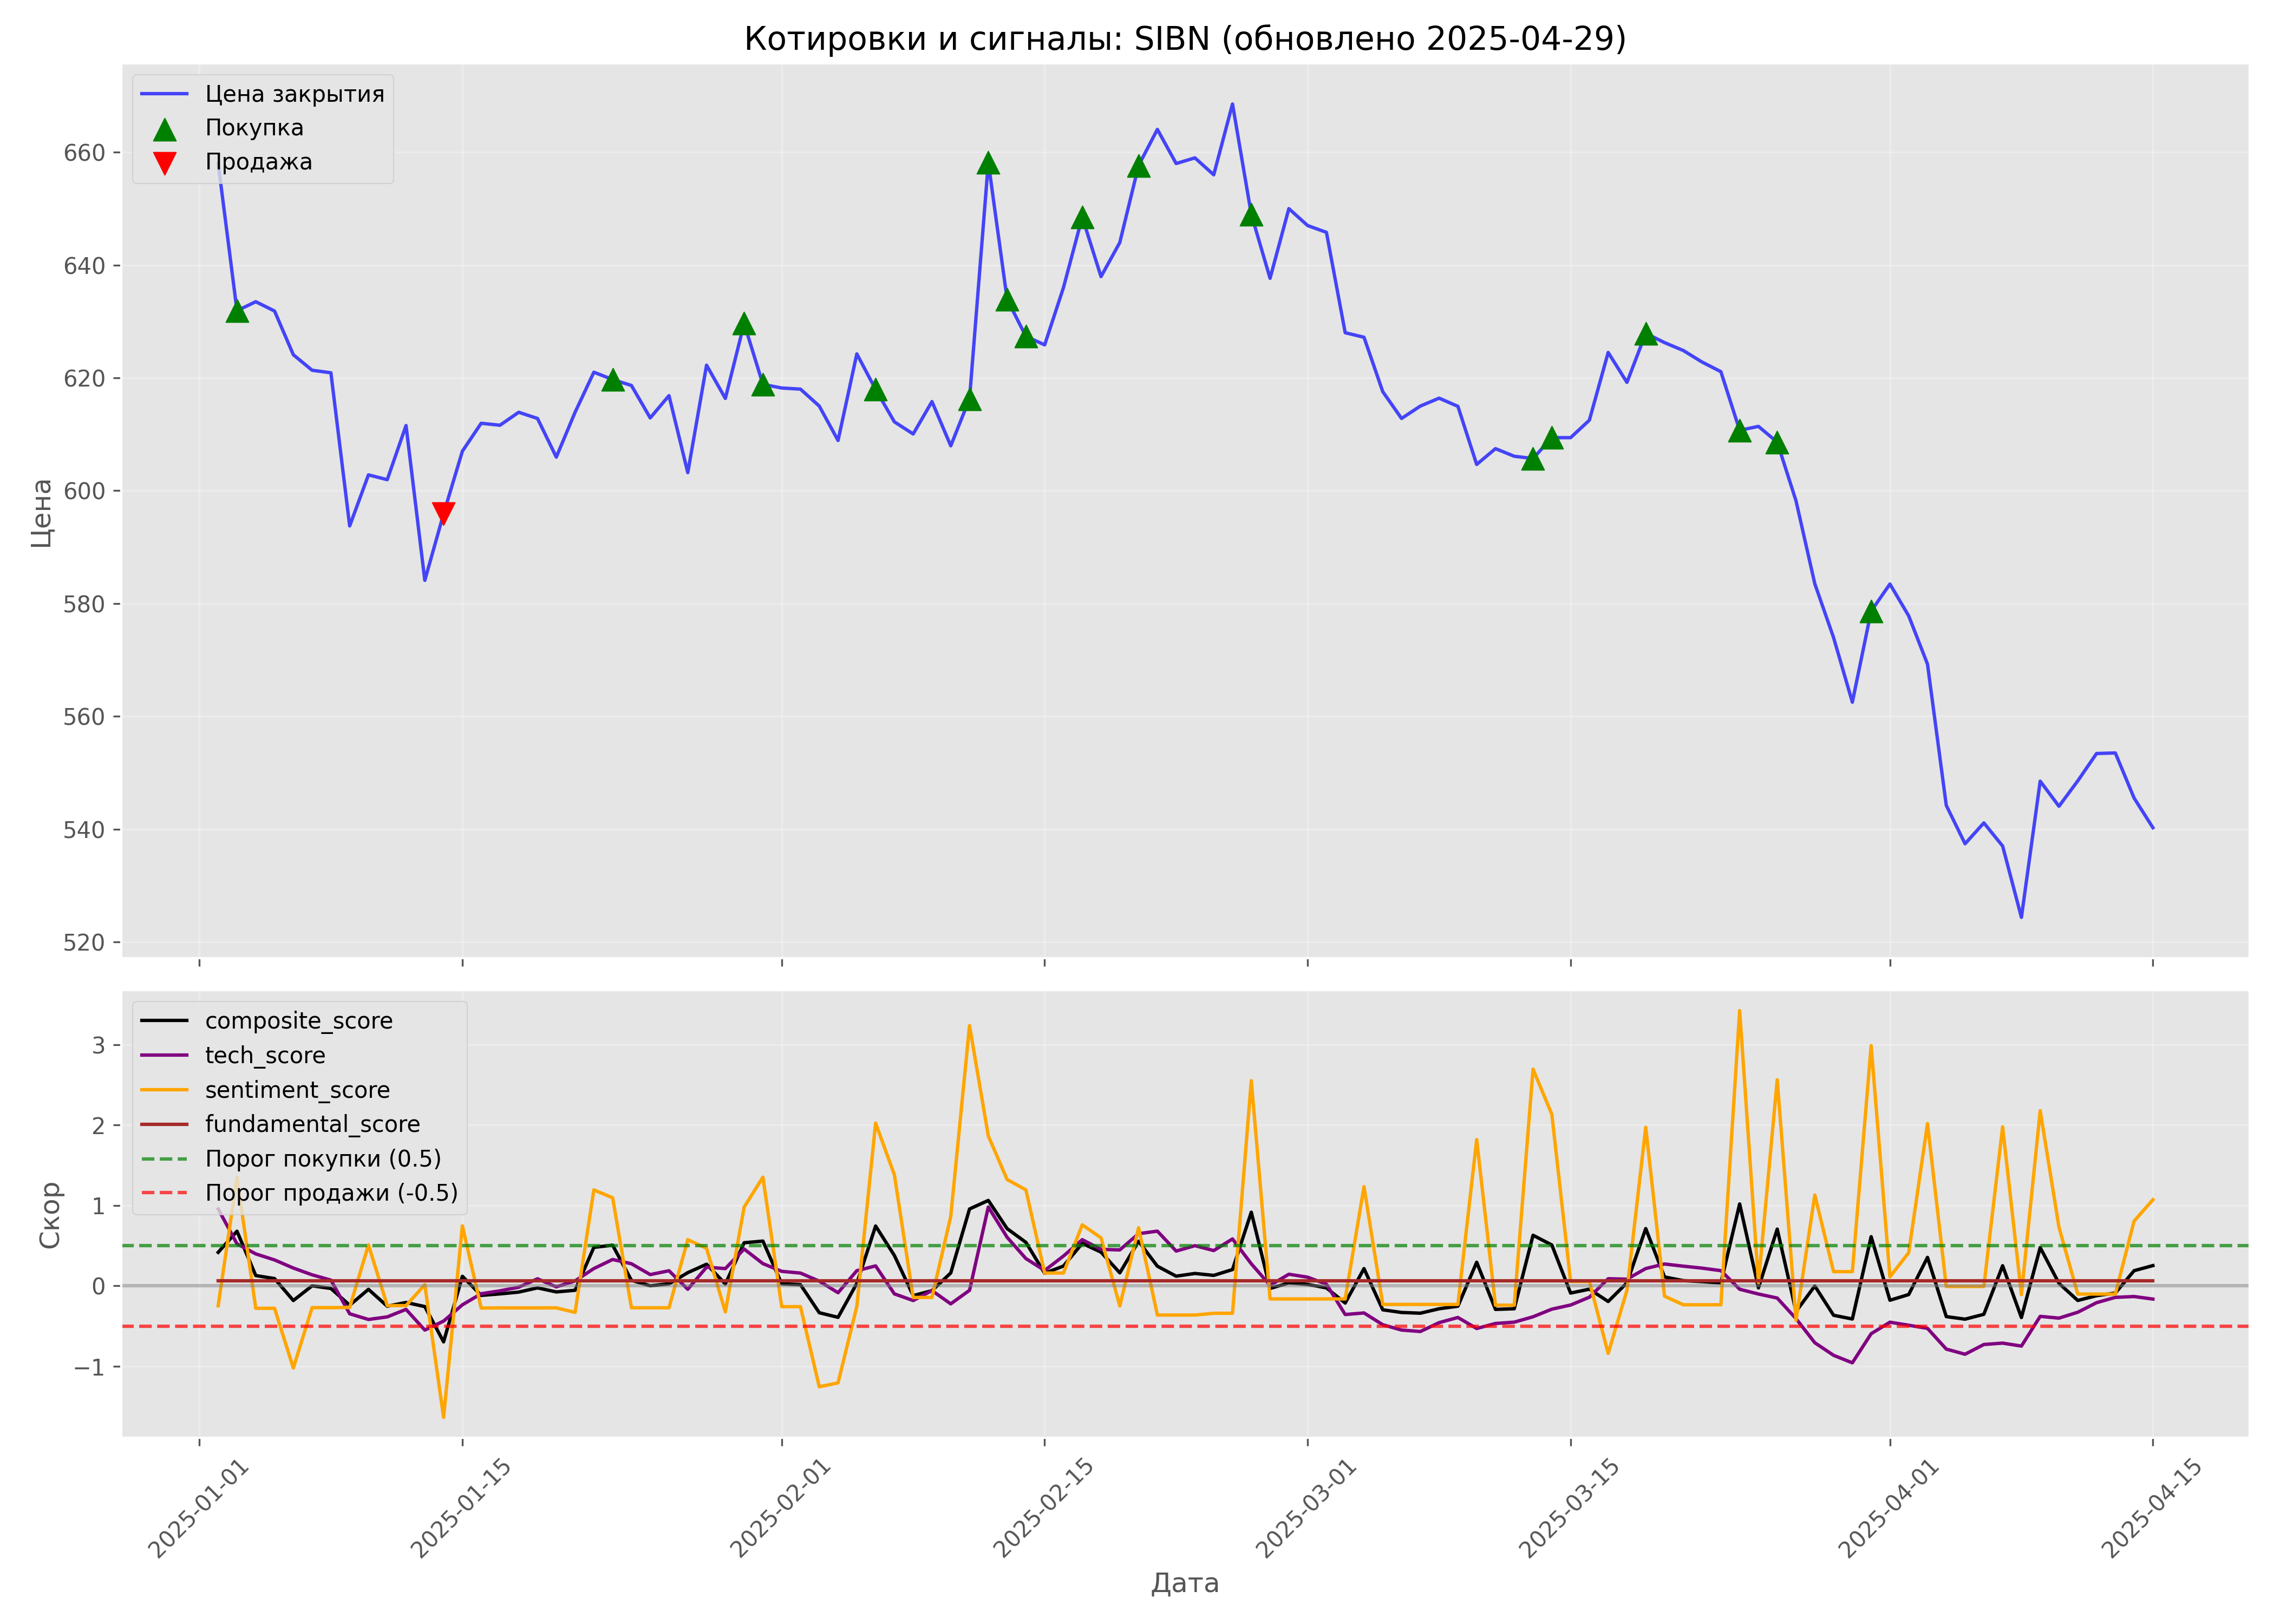 Котировки и сигналы: SIBN (обновлено 2025-04-29)
Цена закрытия
Покупка
Продажа
660
640
620
600
580
560
540
520
Цена
composite_score
tech_score
sentiment_score
fundamental_score
Порог покупки (0.5)
Порог продажи (-0.5)
3
2
1
0
−1
Скор
2025-01-01
2025-01-15
2025-02-01
2025-02-15
2025-03-01
2025-03-15
2025-04-01
2025-04-15
Дата